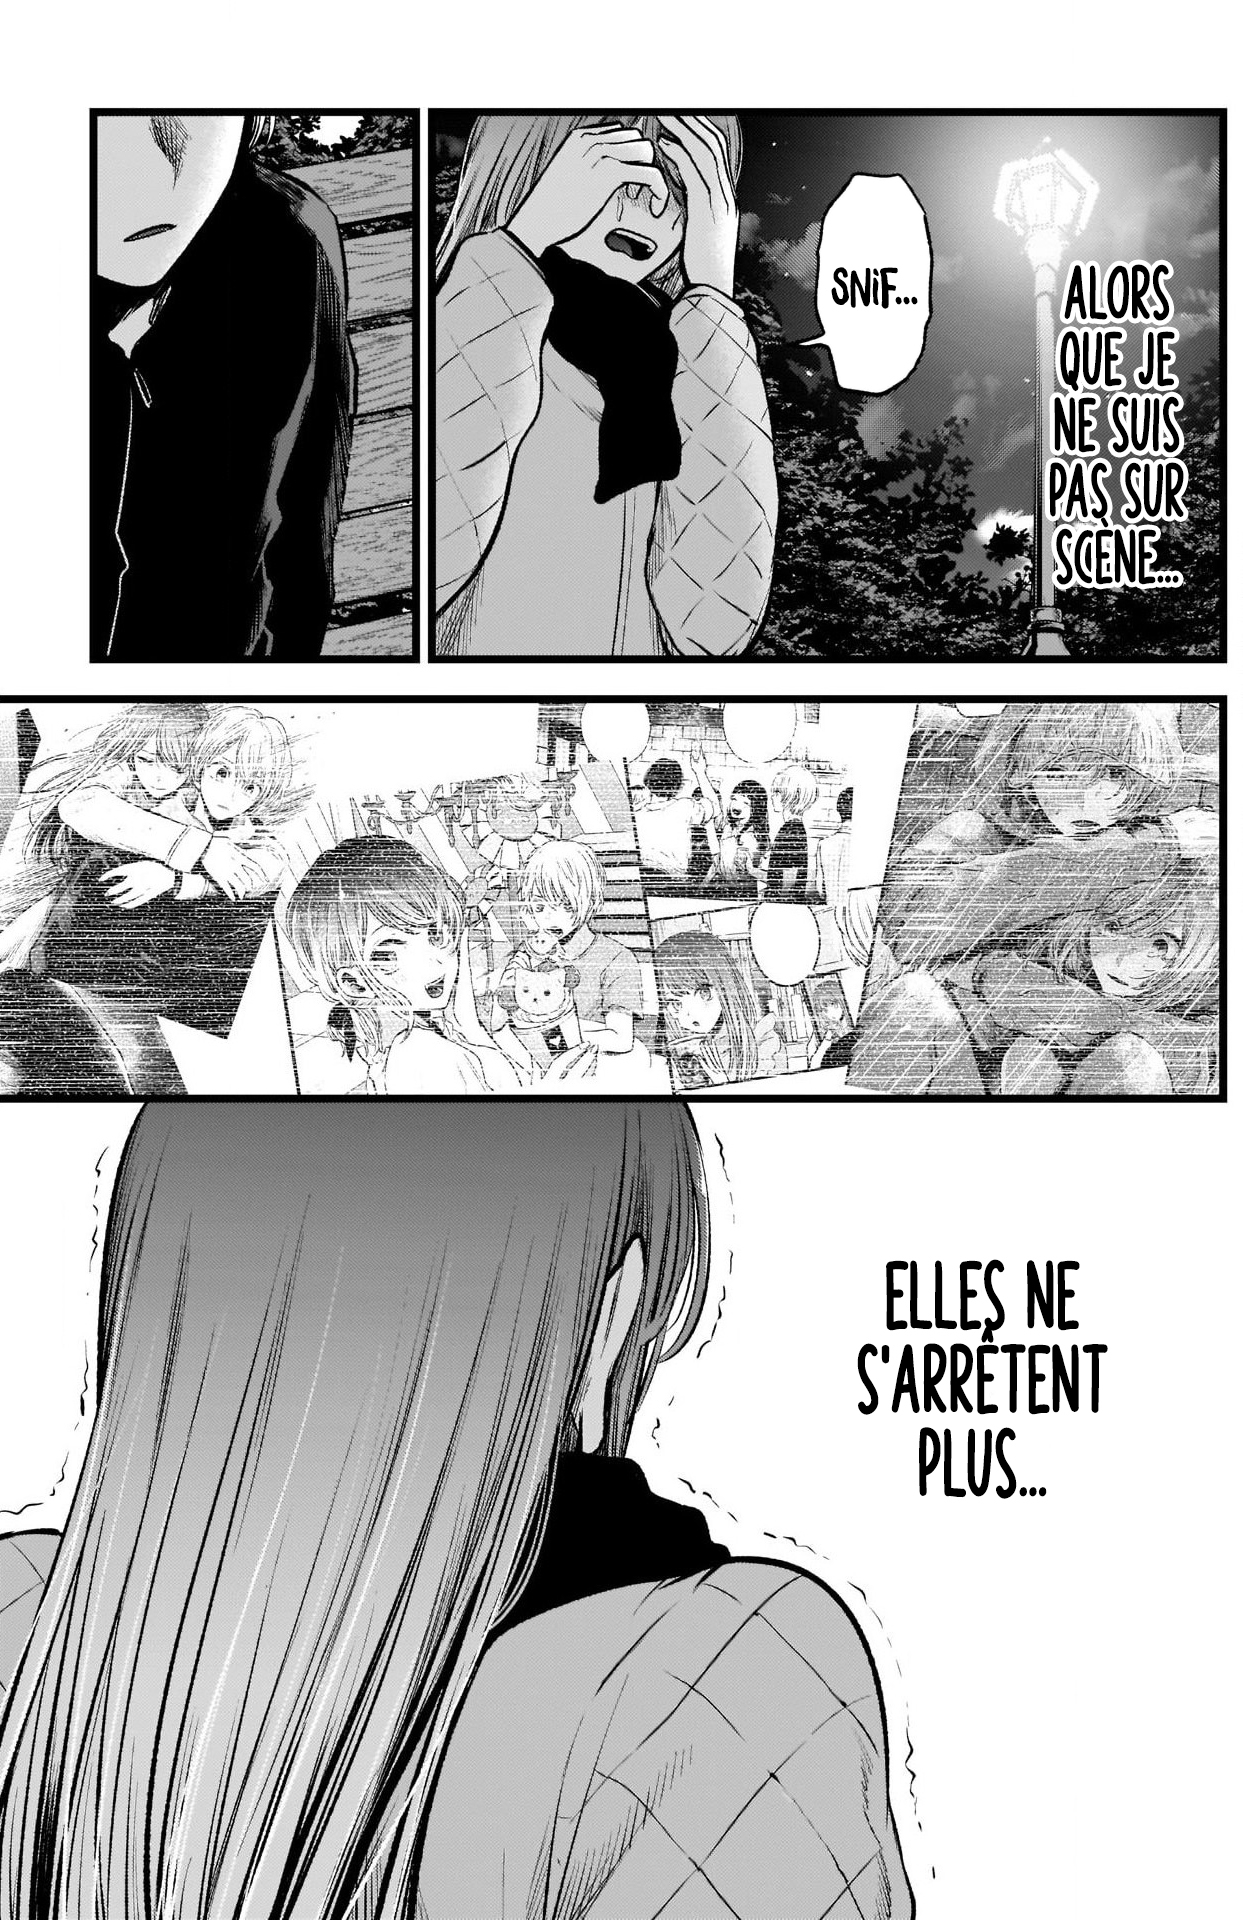 ALORS
QUE JE
NE SUIS
PAS SUR
SCÈNE...
SNIF...
ELLES NE
S'ARRÊTENT
PLUS...